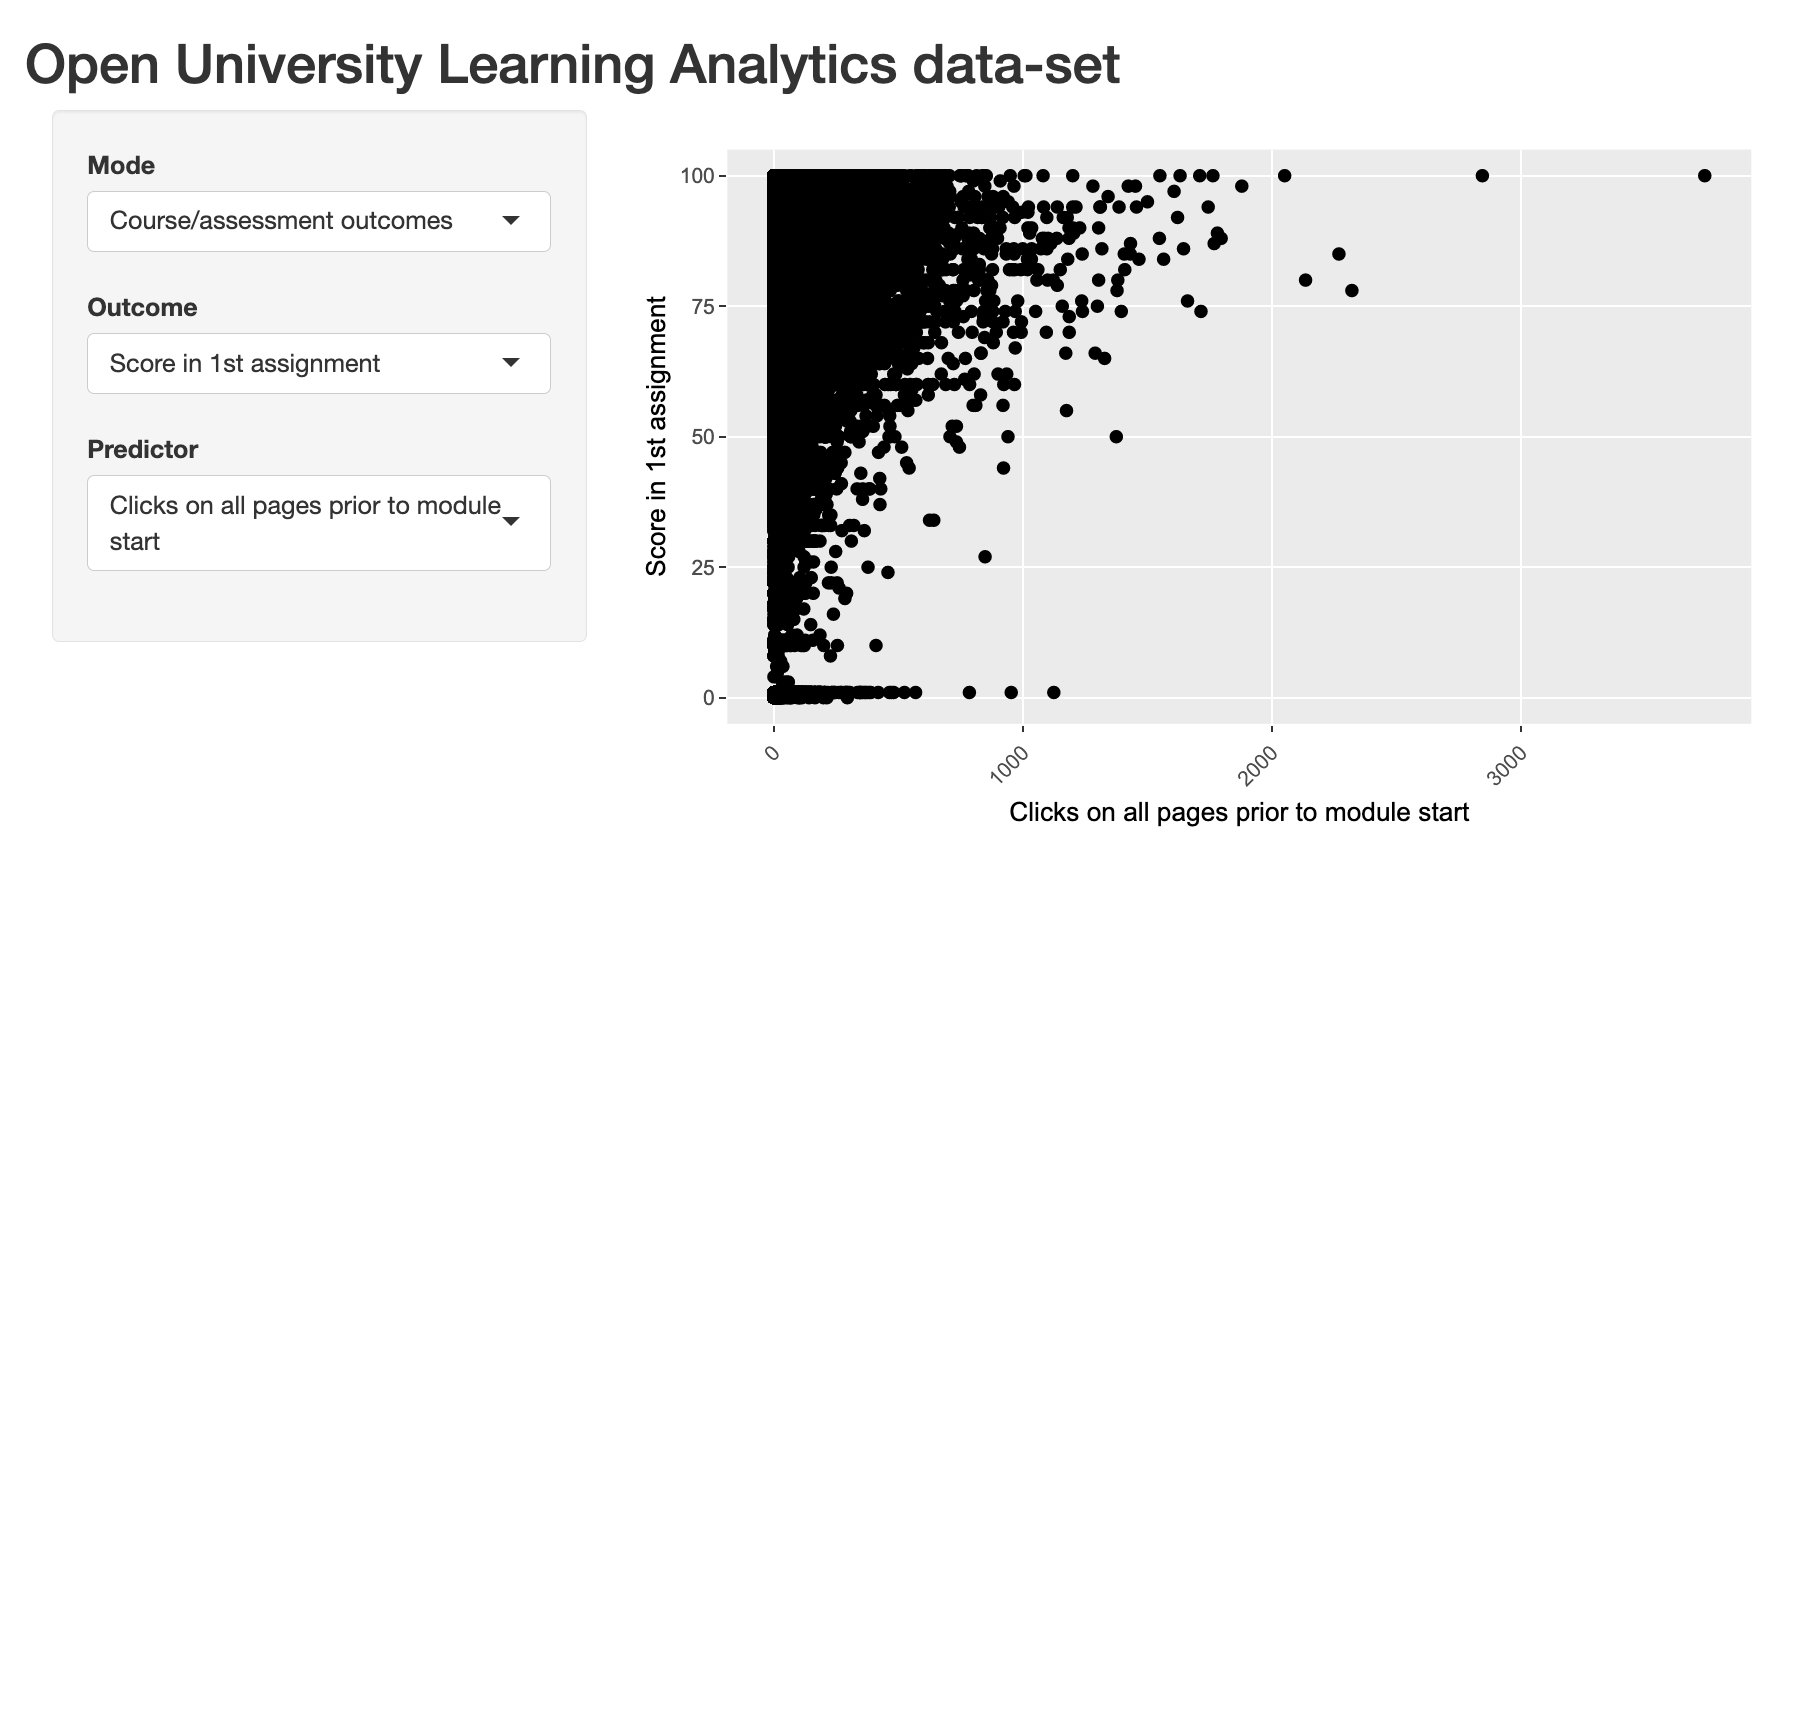 Open University Learning Analytics data-set
Mode
Course/assessment outcomes
Outcome
Score in 1st assignment
Predictor
Clicks on all pages prior to module
start
Score in 1st assignment
100
75
50
25
0
0
1000
2000
3000
Clicks on all pages prior to module start